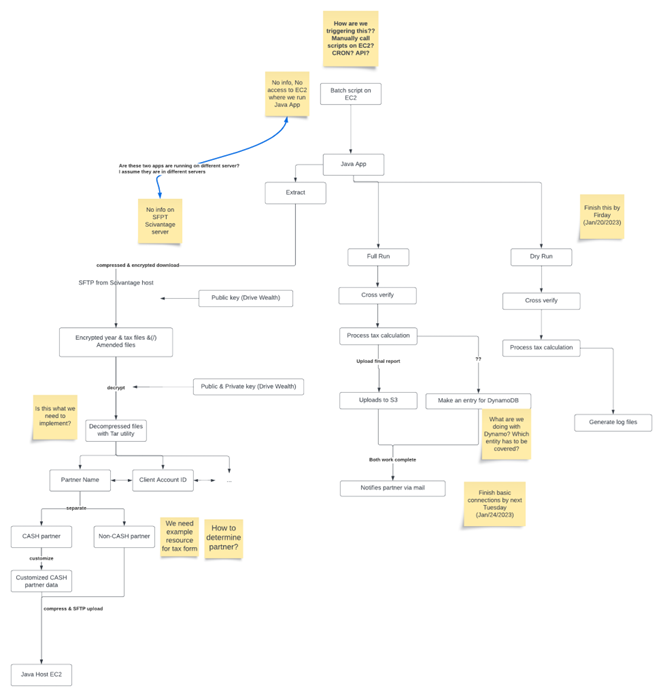 How are we
triggering this??
Manually call
scripts on EC2?
CRON? API?
No info, No
access to EC2
where we run
Java App
Batch script on
EC2
Are these two apps are running on different server?
I assume they are in different servers
Java App
Extract
No info on
SFPT
Scivantage
server
Finish this by
Firday
(Jan/20/2023)
Full Run
Dry Run
compressed & encrypted download
SFTP from Scivantage host
Public key (Drive Wealth)
Cross verify
Cross verify
Encrypted year & tax files &(/)
Amended files
Process tax calculation
Process tax calculation
Upload final report
??
decrypt
Public & Private key (Drive Wealth)
Is this what we
need to
implement?
Uploads to S3
Make an entry for DynamoDB
Decompressed files
with Tar utility
Generate log files
What are we
doing with
Dynamo? Which
entity has to be
covered?
Both work complete
Partner Name
Client Account ID
...
Notifies partner via mail
Finish basic
connections by next
Tuesday
(Jan/24/2023)
separate
CASH partner
Non-CASH partner
We need
example
resource
for tax form
How to
determine
partner?
customize
Customized CASH
partner data
compress & SFTP upload
Java Host EC2